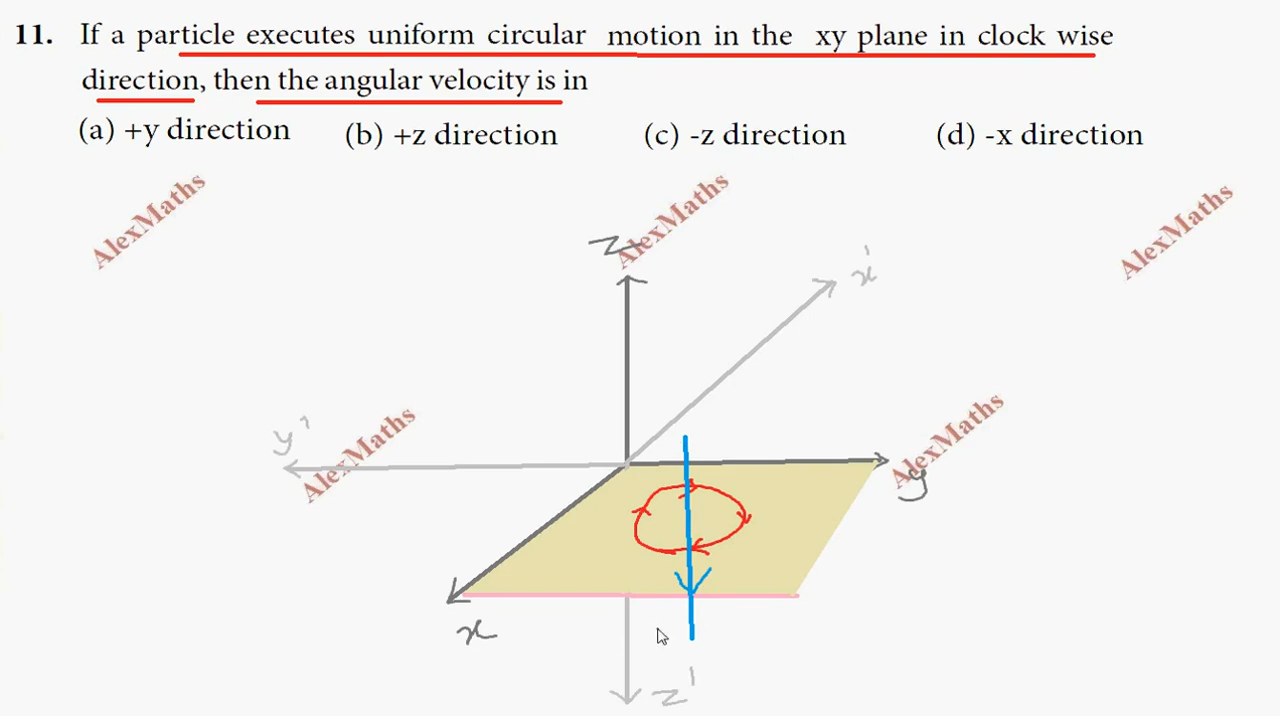 11. If a particle executes uniform circular motion in the xy plane in clock wise
direction, then the angular velocity is in
(a) +y direction (b) +z direction (c) -z direction (d) -x direction
AlexMaths
AlexMaths
AlexMaths
z
x'
y'
AlexMaths
AlexMaths
y
x
z'